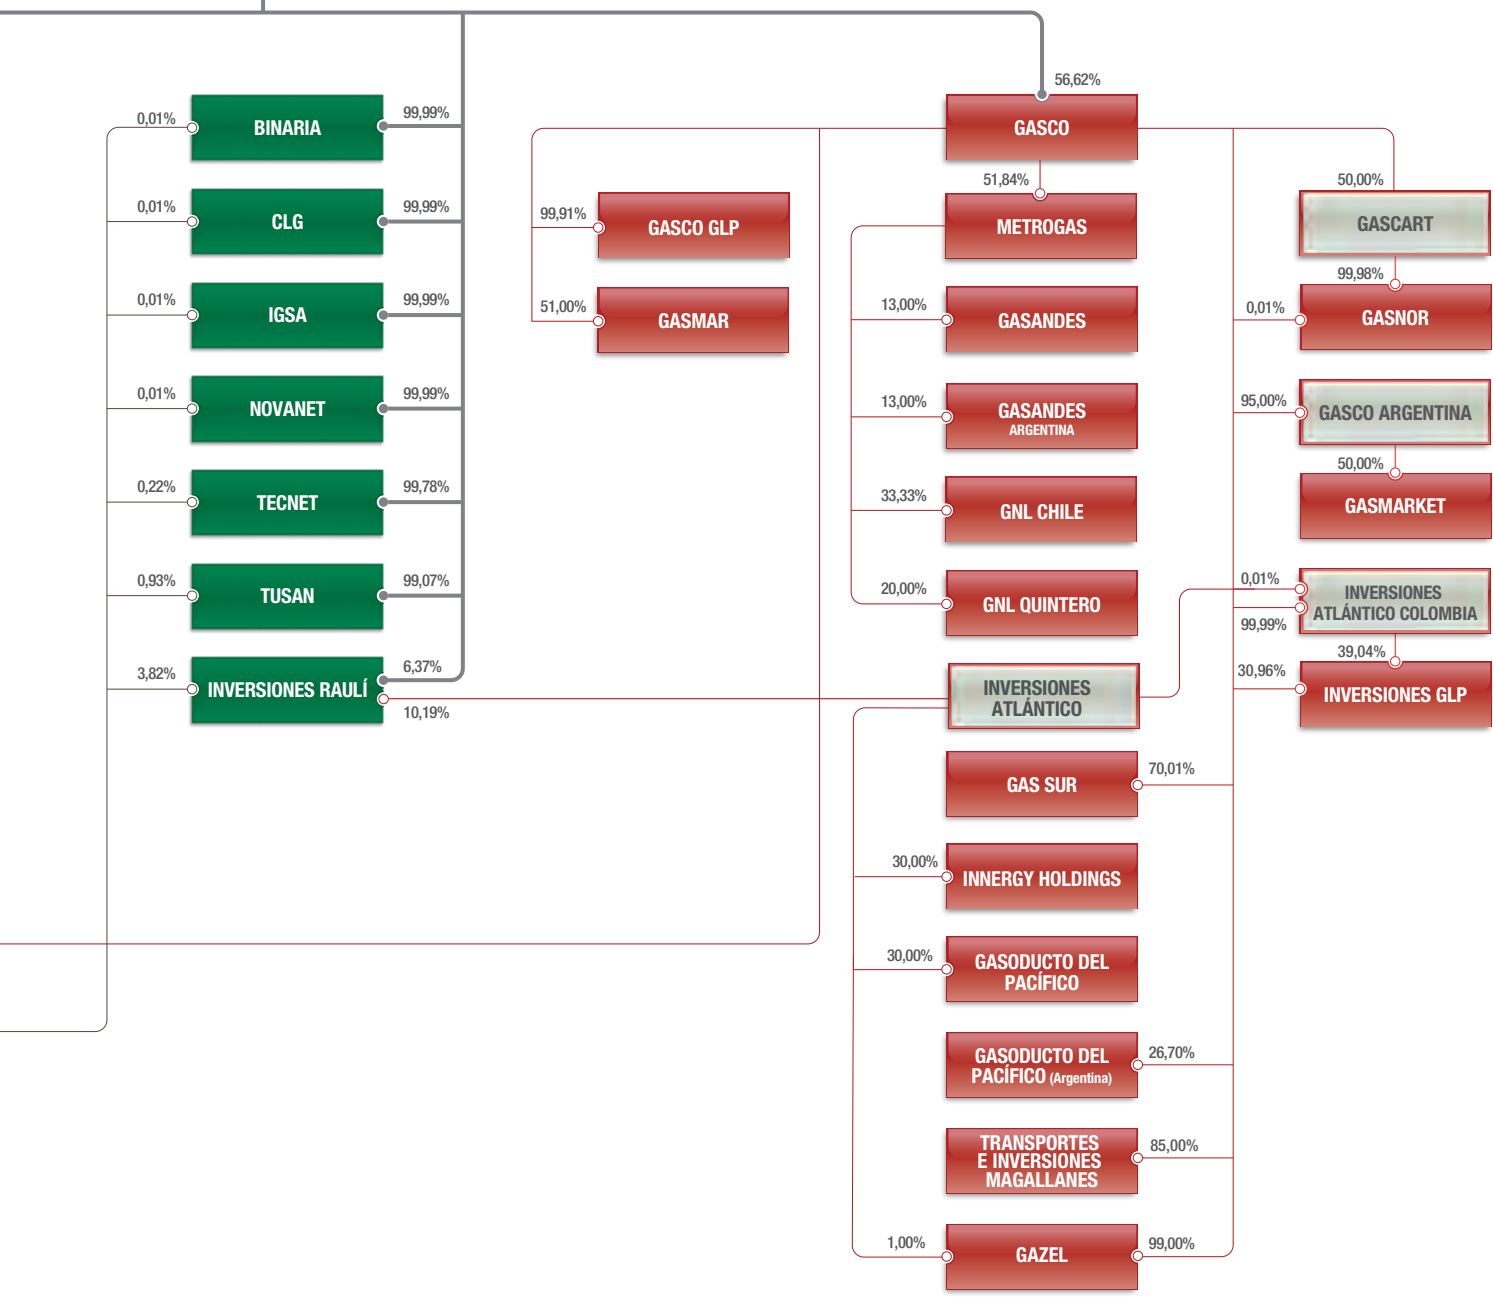 56,62%
0,01%
BINARIA
99,99%
GASCO
0,01%
CLG
99,99%
99,91%
GASCO GLP
51,84%
METROGAS
50,00%
GASCART
99,98%
0,01%
IGSA
99,99%
51,00%
GASMAR
13,00%
GASANDES
0,01%
GASNOR
0,01%
NOVANET
99,99%
13,00%
GASANDES
ARGENTINA
95,00%
GASCO ARGENTINA
50,00%
0,22%
TECNET
99,78%
33,33%
GNL CHILE
GASMARKET
0,93%
TUSAN
99,07%
20,00%
GNL QUINTERO
0,01%
INVERSIONES
ATLÁNTICO COLOMBIA
99,99%
39,04%
3,82%
INVERSIONES RAULÍ
6,37%
10,19%
INVERSIONES
ATLÁNTICO
30,96%
INVERSIONES GLP
GAS SUR
70,01%
30,00%
INNERGY HOLDINGS
30,00%
GASODUCTO DEL
PACÍFICO
GASODUCTO DEL
PACÍFICO (Argentina)
26,70%
TRANSPORTES
E INVERSIONES
MAGALLANES
85,00%
1,00%
GAZEL
99,00%